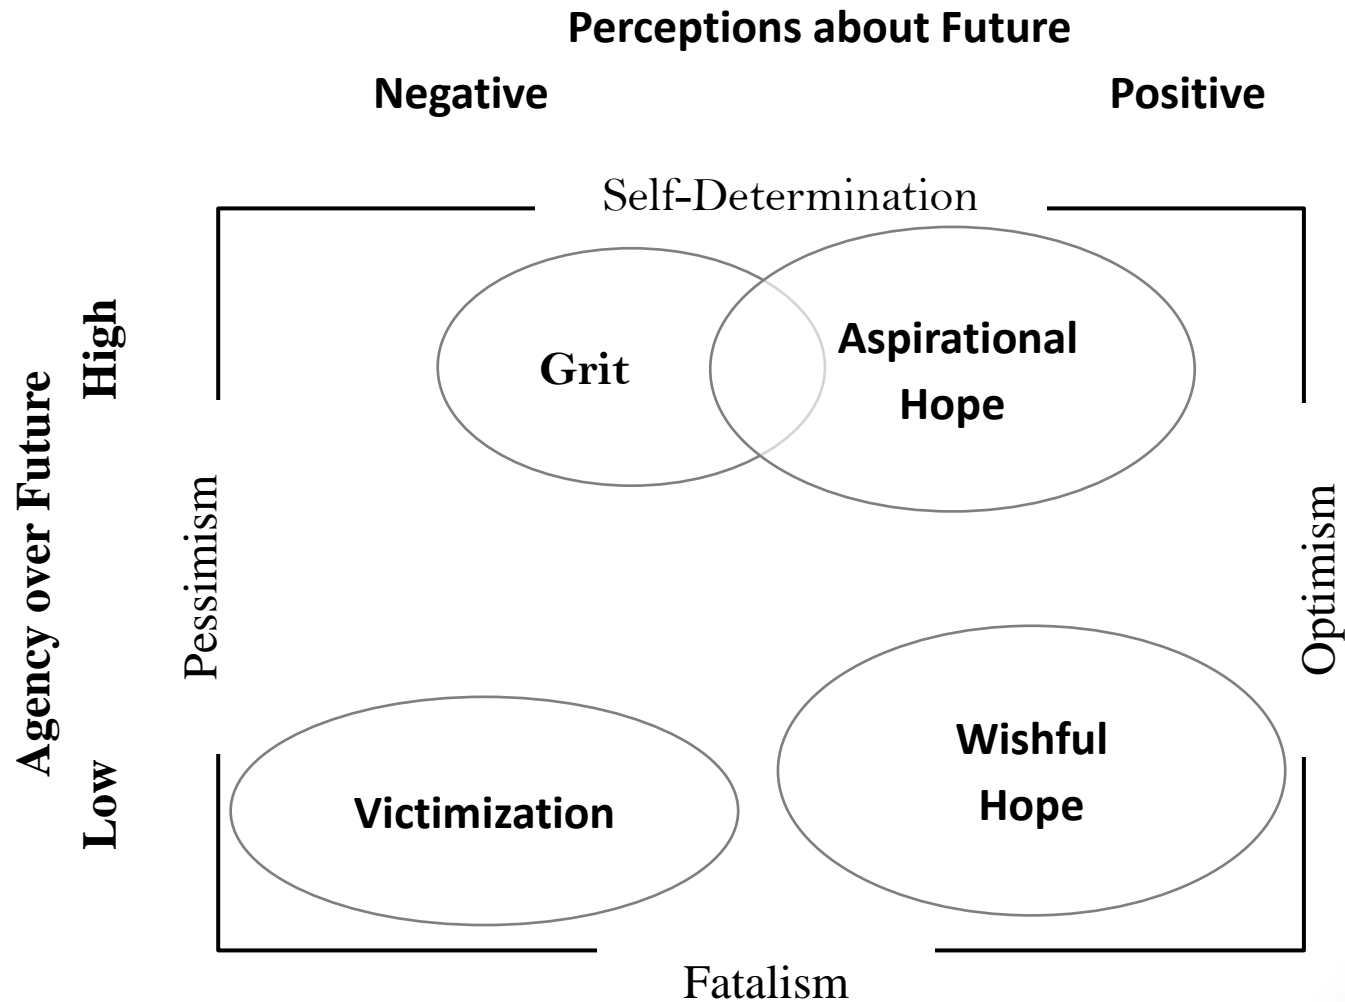 Perceptions about Future
Negative
Positive
Self-Determination
High
Agency over Future
Low
Pessimism
Grit
Aspirational
Hope
Optimism
Victimization
Wishful
Hope
Fatalism